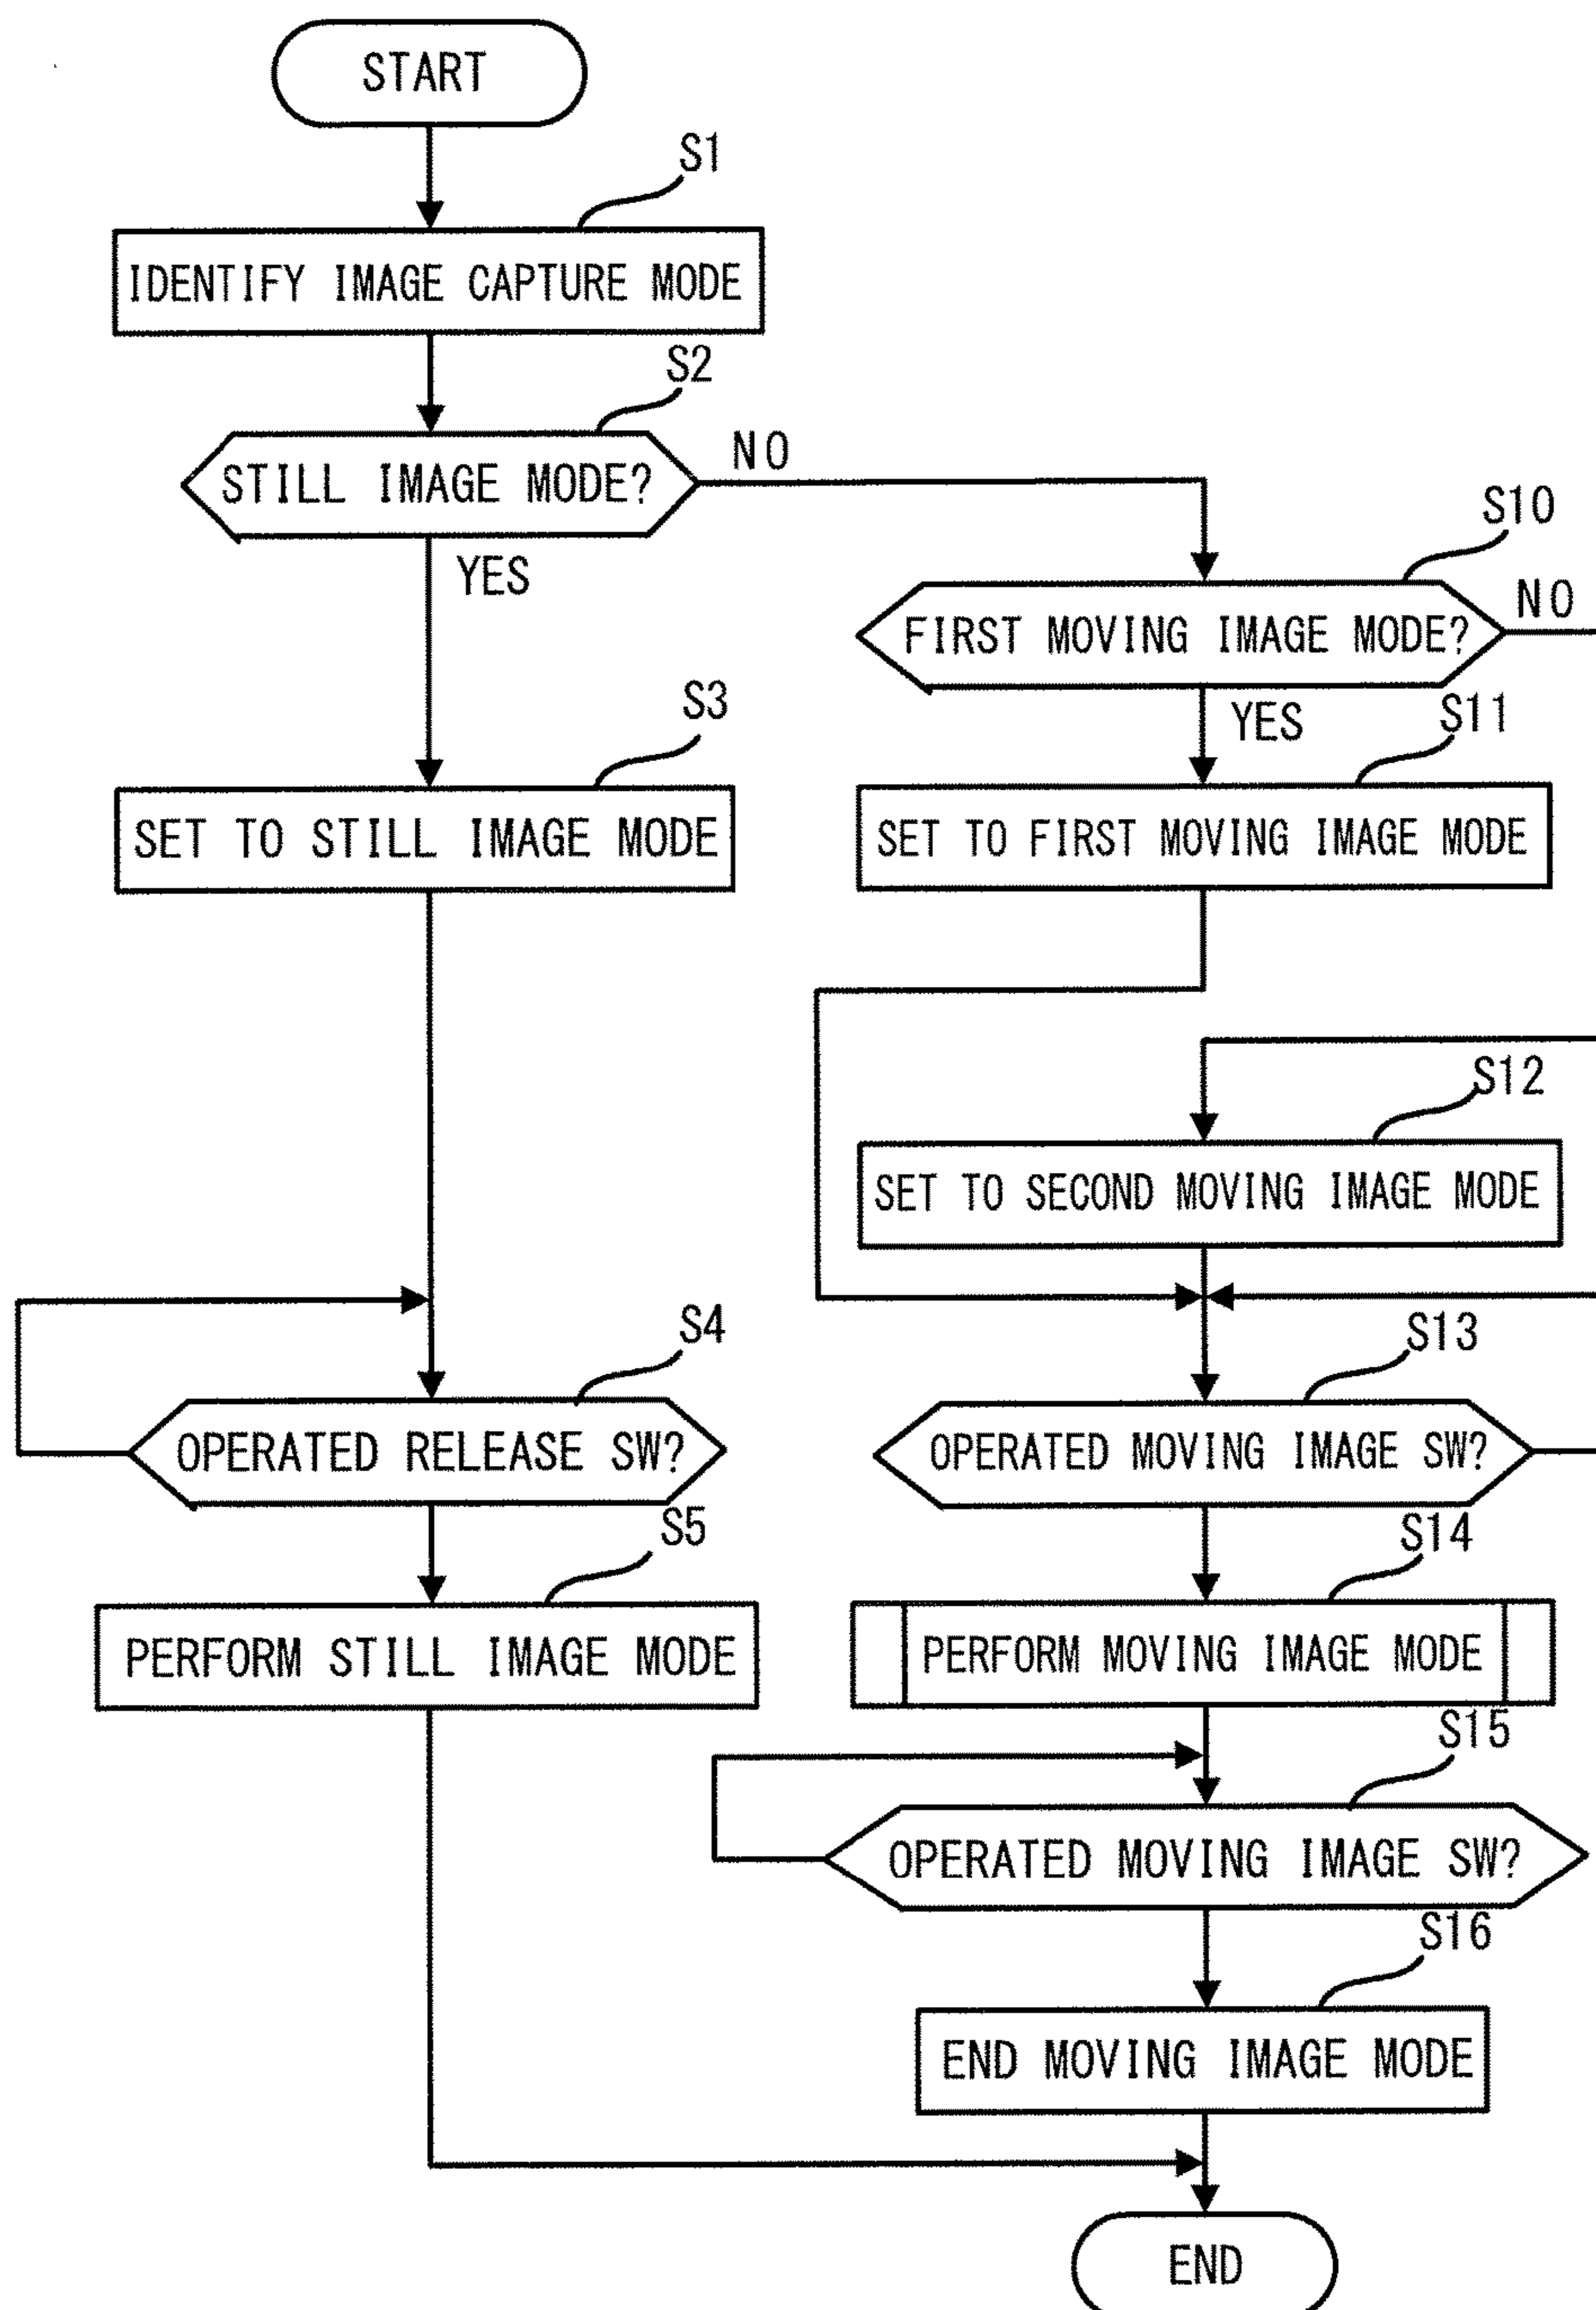 START
S1
IDENTIFY IMAGE CAPTURE MODE
S2
STILL IMAGE MODE?
NO
YES
S10
FIRST MOVING IMAGE MODE?
NO
YES
S3
SET TO STILL IMAGE MODE
S11
SET TO FIRST MOVING IMAGE MODE
S12
SET TO SECOND MOVING IMAGE MODE
S4
OPERATED RELEASE SW?
S13
OPERATED MOVING IMAGE SW?
S5
PERFORM STILL IMAGE MODE
S14
PERFORM MOVING IMAGE MODE
S15
OPERATED MOVING IMAGE SW?
S16
END MOVING IMAGE MODE
END